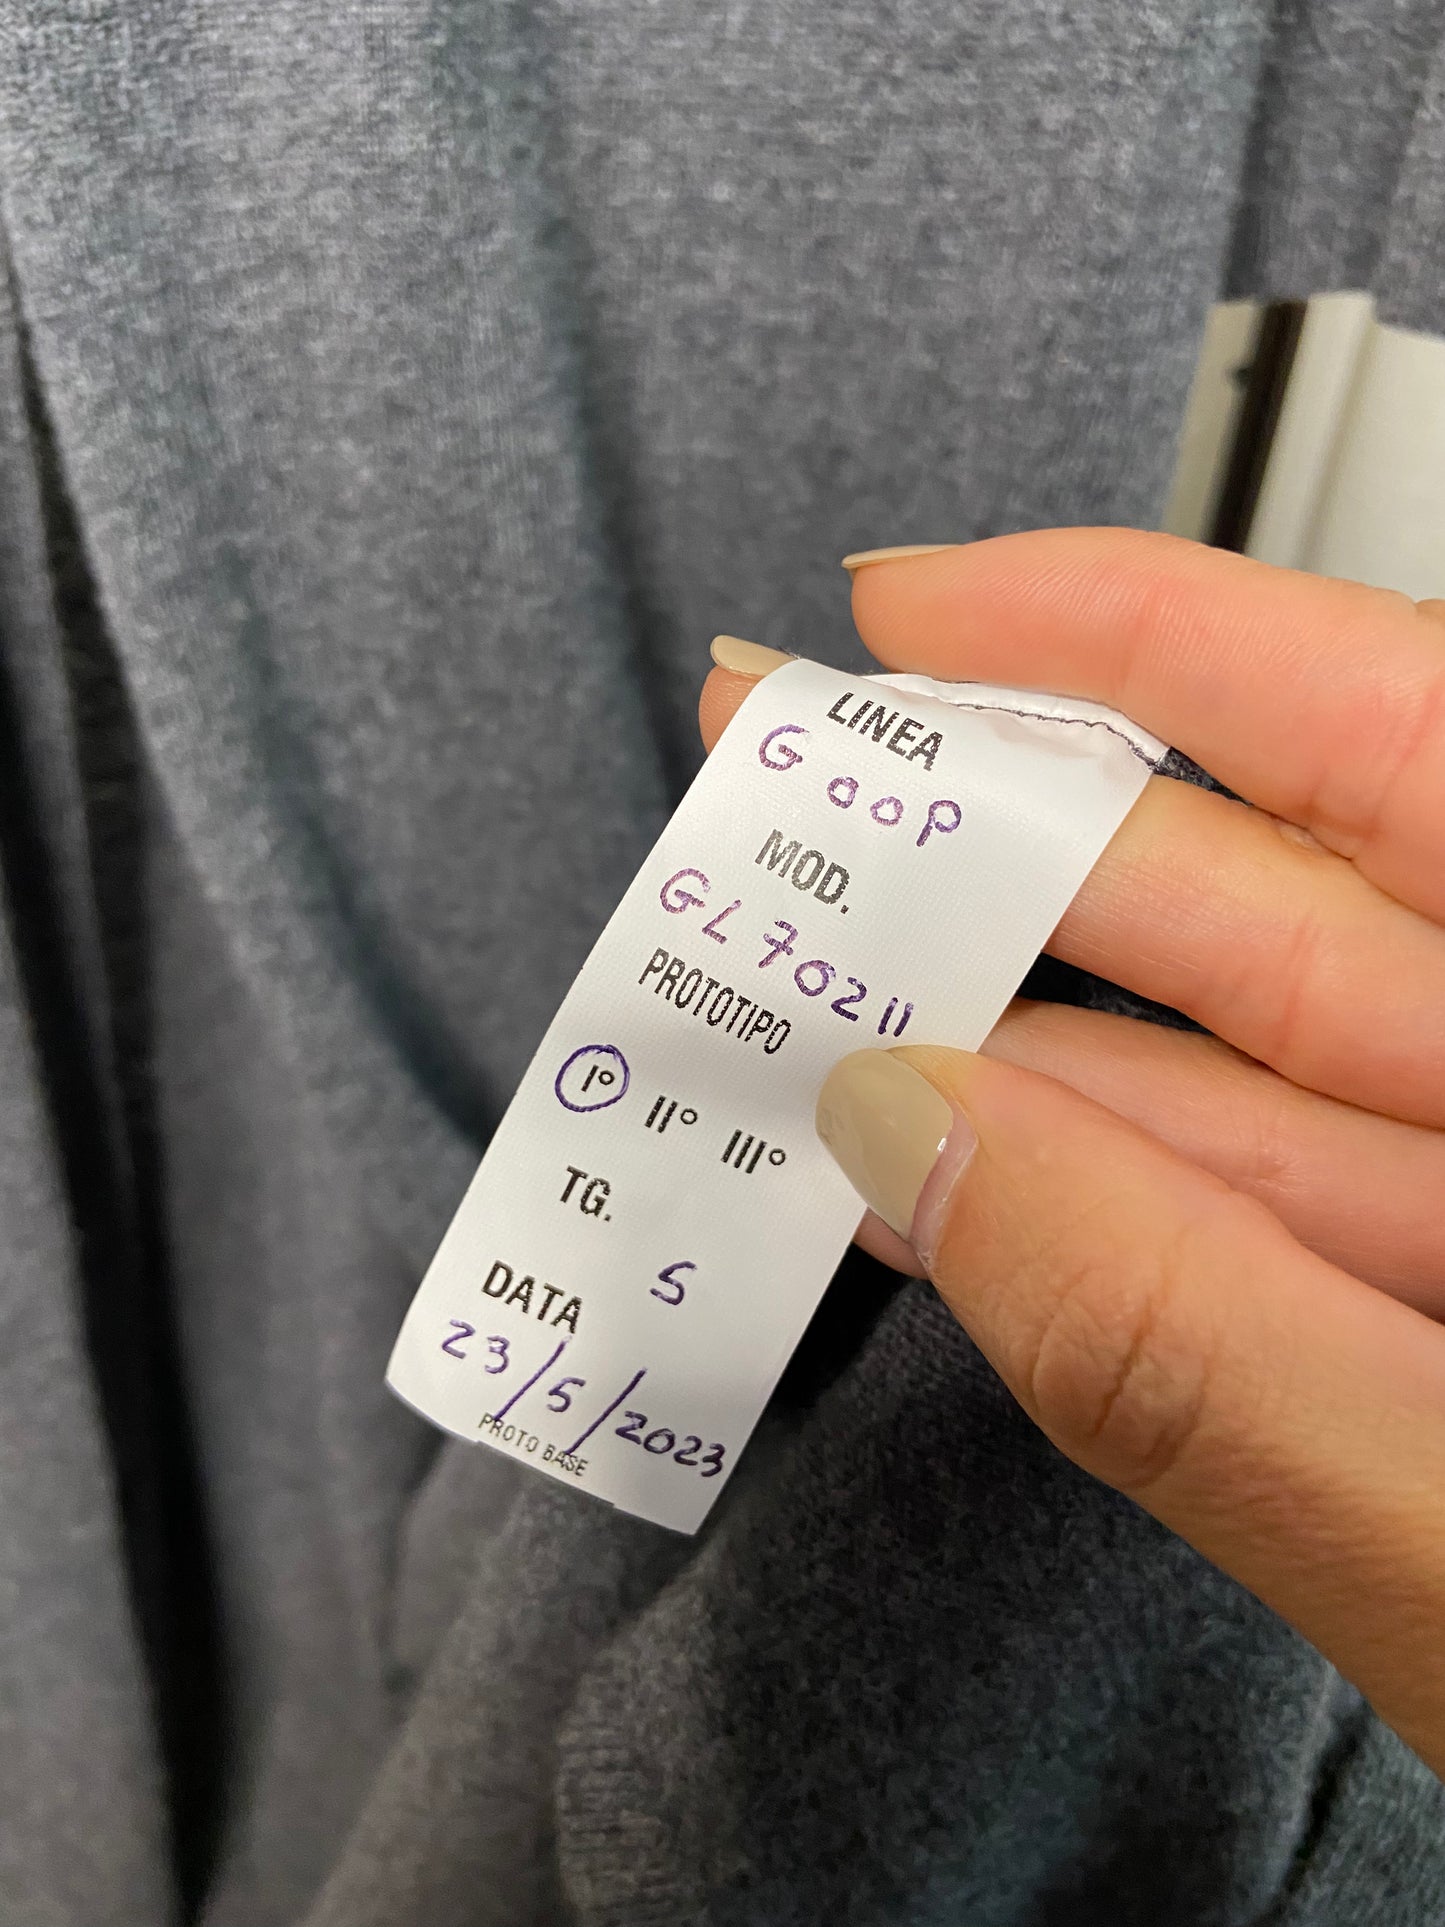 LINEA
Goop
MOD.
GL70211
PROTOTIPO
I° II° III°
TG.
S
DATA
23/5/2023
PROTO BASE